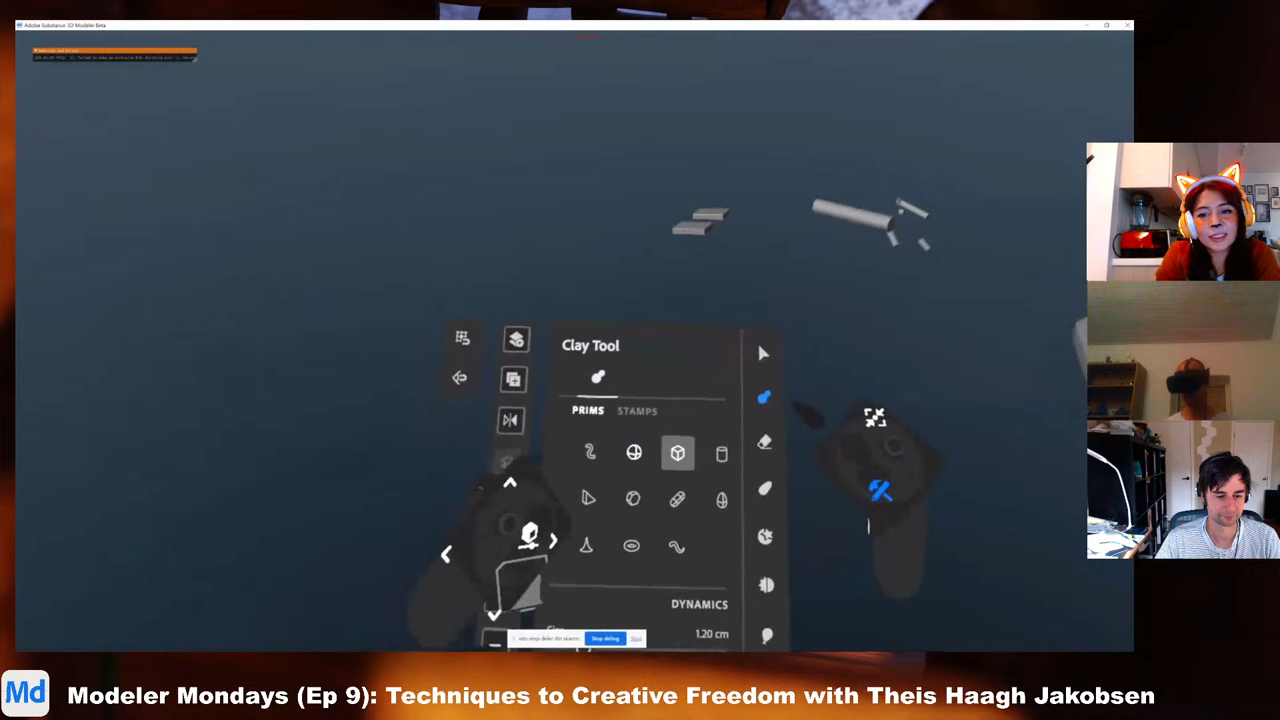 Adobe Substance 3D Modeler Beta
Clay Tool
PRIMS STAMPS
DYNAMICS
1.20 cm
Stop deling
Skjul
Md
Modeler Mondays (Ep 9): Techniques to Creative Freedom with Theis Haagh Jakobsen